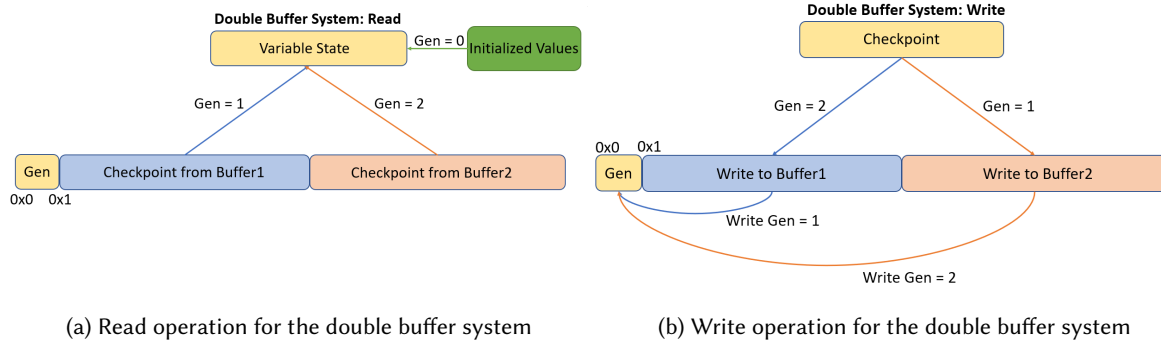 Double Buffer System: Read
Variable State
Gen = 0
Initialized Values
Gen = 1
Gen = 2
Gen
Checkpoint from Buffer1
Checkpoint from Buffer2
0x0
0x1
(a) Read operation for the double buffer system
Double Buffer System: Write
Checkpoint
Gen = 2
Gen = 1
0x0
0x1
Gen
Write to Buffer1
Write to Buffer2
Write Gen = 1
Write Gen = 2
(b) Write operation for the double buffer system